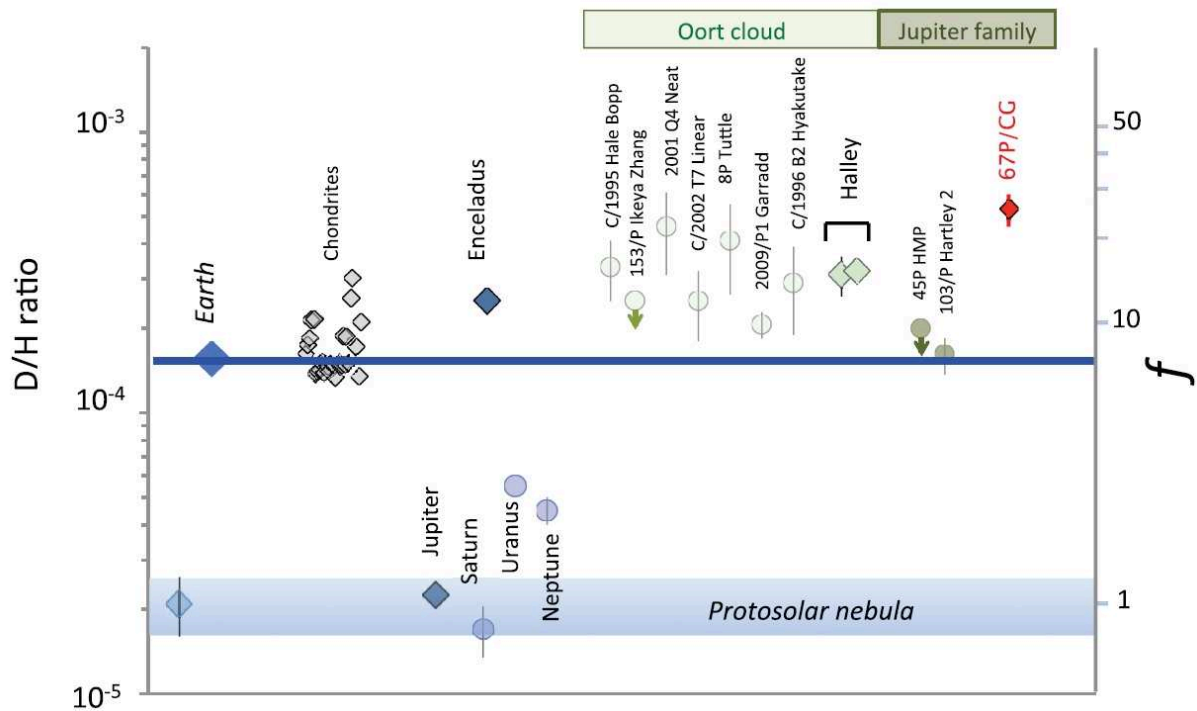 Oort cloud
Jupiter family
10-3
10-4
10-5
D/H ratio
Earth
Chondrites
Enceladus
C/1995 Hale Bopp
153/P Ikeya Zhang
2001 Q4 Neat
C/2002 T7 Linear
8P Tuttle
2009/P1 Garradd
C/1996 B2 Hyakutake
Halley
45P HMP
103/P Hartley 2
67P/CG
Jupiter
Saturn
Uranus
Neptune
Protosolar nebula
50
10
1
f